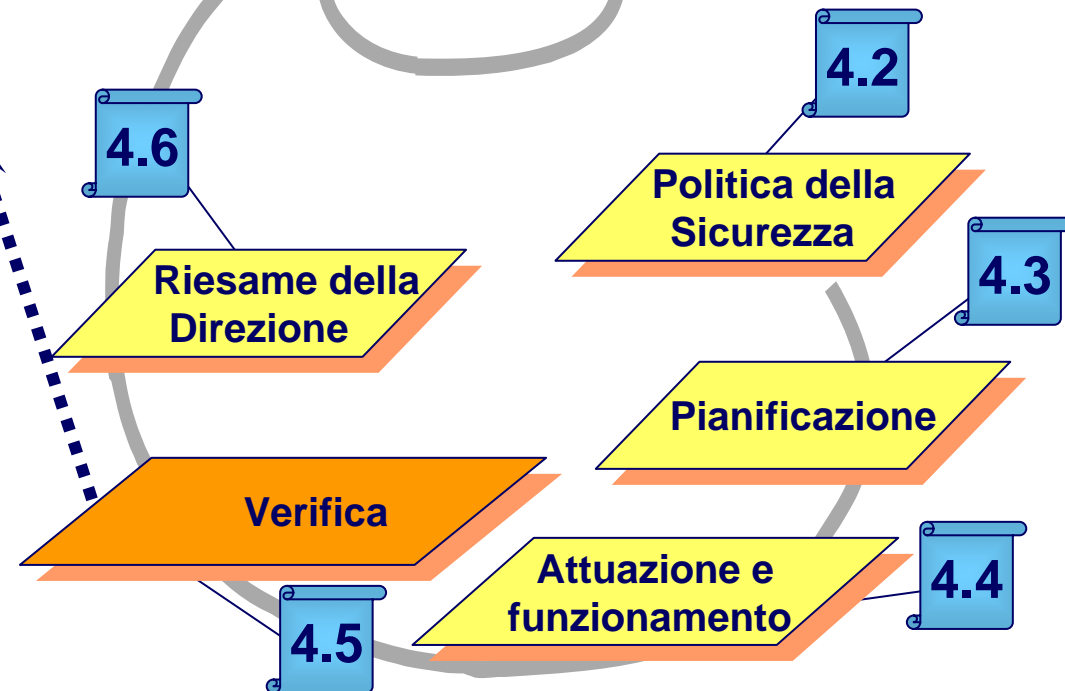 4.2
Politica della
Sicurezza
4.3
Pianificazione
4.4
Attuazione e
funzionamento
4.5
Verifica
4.6
Riesame della
Direzione